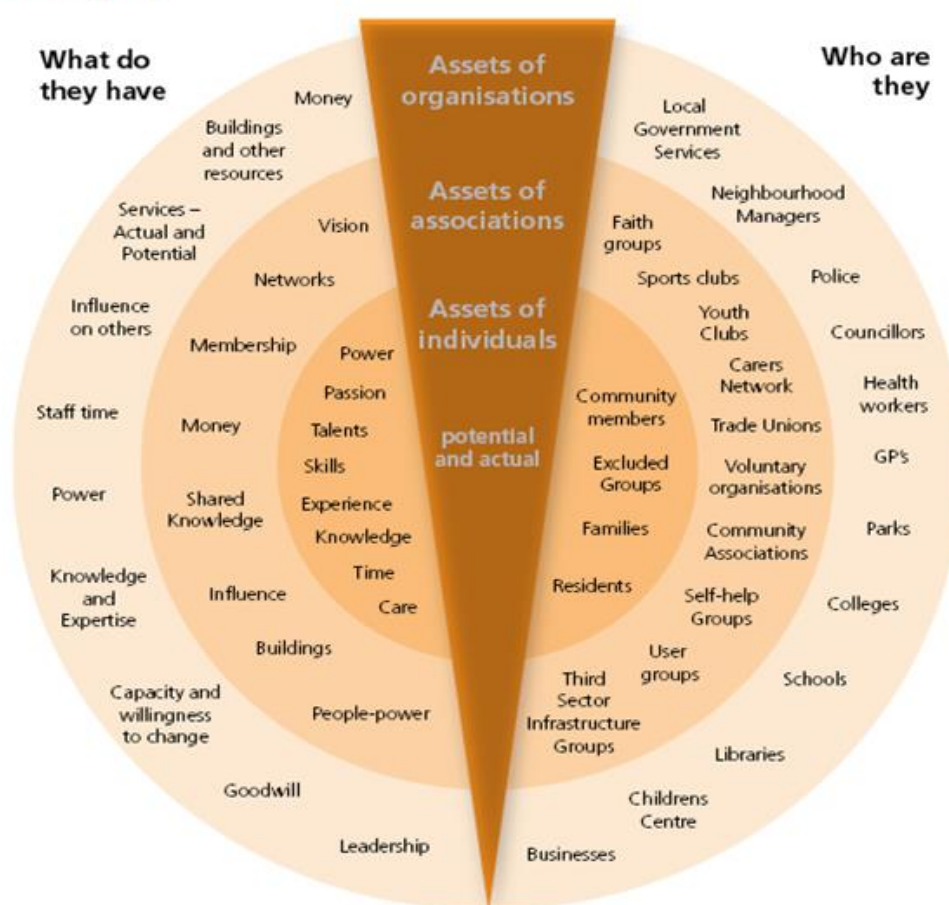 What do
they have
Who are
they
Assets of
organisations
Assets of
associations
Assets of
individuals
potential
and actual
Money
Buildings
and other
resources
Services –
Actual and
Potential
Influence
on others
Staff time
Power
Knowledge
and
Expertise
Capacity and
willingness
to change
Goodwill
Leadership
Vision
Networks
Membership
Money
Shared
Knowledge
Influence
Buildings
People-power
Power
Passion
Talents
Skills
Experience
Knowledge
Time
Care
Community
members
Excluded
Groups
Families
Residents
Faith
groups
Sports clubs
Youth
Clubs
Carers
Network
Trade Unions
Voluntary
organisations
Community
Associations
Self-help
Groups
User
groups
Third
Sector
Infrastructure
Groups
Local
Government
Services
Neighbourhood
Managers
Police
Councillors
Health
workers
GP's
Parks
Colleges
Schools
Libraries
Childrens
Centre
Businesses